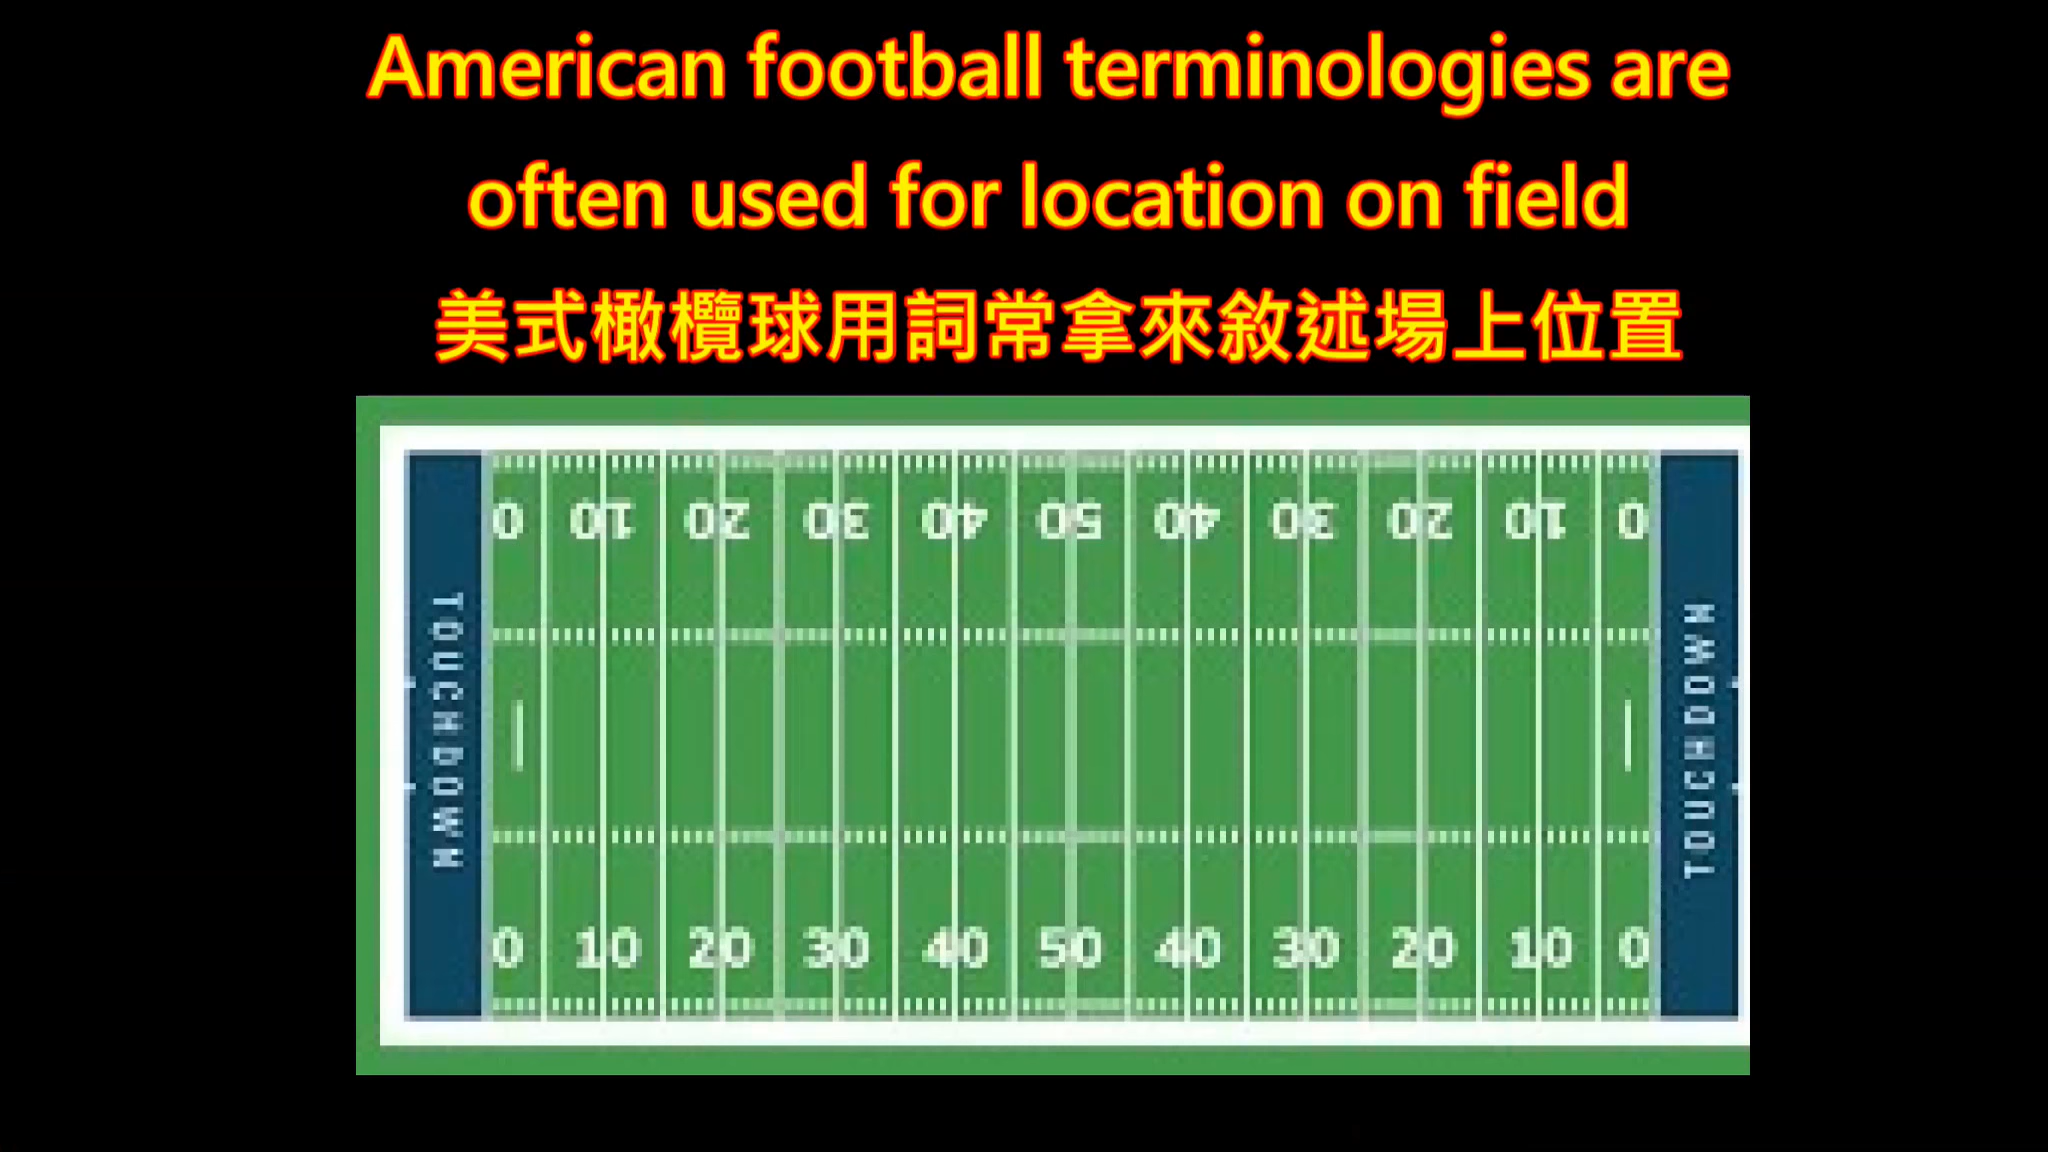 American football terminologies are
often used for location on field
美式橄欖球用詞常拿來敘述場上位置
0 10 20 30 40 50 40 30 20 10 0
TOUCHDOWN
TOUCHDOWN
0 10 20 30 40 50 40 30 20 10 0